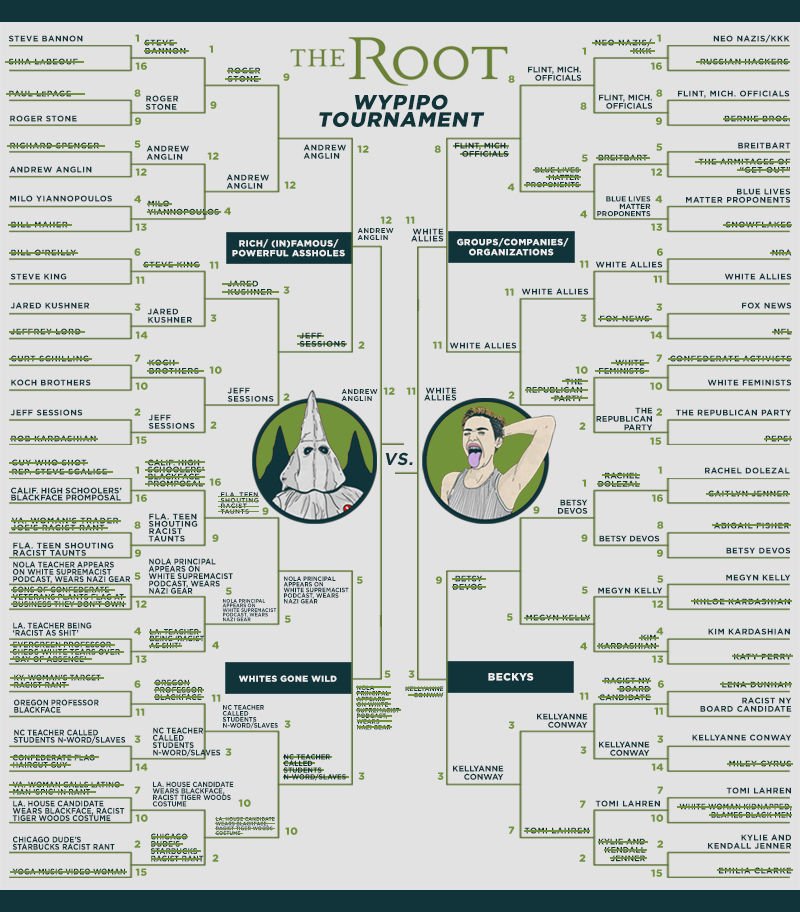 THE ROOT
WYPIPO
TOURNAMENT
STEVE BANNON
1
SHIA LABEOUF
16
PAUL LEPAGE
8
ROGER STONE
9
RICHARD SPENCER
5
ANDREW ANGLIN
12
MILO YIANNOPOULOS
4
BILL MAHER
13
BILL O'REILLY
6
STEVE KING
11
JARED KUSHNER
3
JEFFREY LORD
14
CURT SCHILLING
7
KOCH BROTHERS
10
JEFF SESSIONS
2
ROB KARDASHIAN
15
STEVE
BANNON
1
ROGER
STONE
9
ANDREW
ANGLIN
12
MILO
YIANNOPOULOS
4
STEVE KING
11
JARED
KUSHNER
3
KOCH
BROTHERS
10
JEFF
SESSIONS
2
ROGER
STONE
9
ANDREW
ANGLIN
12
JARED
KUSHNER
3
JEFF
SESSIONS
2
ANDREW
ANGLIN
12
JEFF
SESSIONS
2
RICH/ (IN)FAMOUS/
POWERFUL ASSHOLES
12
ANDREW
ANGLIN
ANDREW
ANGLIN
12
GUY WHO SHOT
REP. STEVE SCALISE
1
CALIF. HIGH SCHOOLERS'
BLACKFACE PROMPOSAL
16
VA. WOMAN'S TRADER
JOE'S RACIST RANT
8
FLA. TEEN SHOUTING
RACIST TAUNTS
9
NOLA TEACHER APPEARS
ON WHITE SUPREMACIST
PODCAST, WEARS NAZI GEAR
5
SONS OF CONFEDERATE
VETERANS PLANTS FLAG AT
BUSINESS THEY DON'T OWN
12
LA. TEACHER BEING
'RACIST AS SHIT'
4
EVERGREEN PROFESSOR
SHEDS WHITE TEARS OVER
'DAY OF ABSENCE'
13
KY. WOMAN'S TARGET
RACIST RANT
6
OREGON PROFESSOR
BLACKFACE
11
NC TEACHER CALLED
STUDENTS N-WORD/SLAVES
3
CONFEDERATE FLAG
HAIRCUT GUY
14
VA. WOMAN CALLS LATINO
MAN 'SPIC' IN RANT
7
LA. HOUSE CANDIDATE
WEARS BLACKFACE, RACIST
TIGER WOODS COSTUME
10
CHICAGO DUDE'S
STARBUCKS RACIST RANT
2
YOGA MUSIC VIDEO WOMAN
15
CALIF. HIGH
SCHOOLERS'
BLACKFACE
PROMPOSAL
16
FLA. TEEN
SHOUTING
RACIST
TAUNTS
9
NOLA PRINCIPAL
APPEARS ON WHITE
SUPREMACIST
PODCAST, WEARS
NAZI GEAR
5
LA. TEACHER
BEING 'RACIST
AS SHIT'
4
OREGON
PROFESSOR
BLACKFACE
11
NC TEACHER
CALLED
STUDENTS
N-WORD/SLAVES
3
LA. HOUSE CANDIDATE
WEARS BLACKFACE,
RACIST TIGER WOODS
COSTUME
10
CHICAGO
DUDE'S
STARBUCKS
RACIST RANT
2
FLA. TEEN
SHOUTING
RACIST
TAUNTS
9
NOLA PRINCIPAL
APPEARS ON
WHITE SUPREMACIST
PODCAST, WEARS
NAZI GEAR
5
NC TEACHER
CALLED
STUDENTS
N-WORD/SLAVES
3
LA. HOUSE CANDIDATE
WEARS BLACKFACE,
RACIST TIGER WOODS
COSTUME
10
NOLA PRINCIPAL
APPEARS ON
WHITE SUPREMACIST
PODCAST, WEARS
NAZI GEAR
5
NC TEACHER
CALLED
STUDENTS
N-WORD/SLAVES
3
WHITES GONE WILD
5
NOLA
PRINCIPAL
APPEARS
ON WHITE
SUPREMACIST
PODCAST,
WEARS
NAZI GEAR
VS.
11
WHITE
ALLIES
11
WHITE
ALLIES
GROUPS/COMPANIES/
ORGANIZATIONS
8
FLINT, MICH.
OFFICIALS
11
WHITE ALLIES
8
FLINT, MICH.
OFFICIALS
4
BLUE LIVES
MATTER
PROPONENTS
11
WHITE ALLIES
2
THE
REPUBLICAN
PARTY
1
NEO NAZIS/
KKK
8
FLINT, MICH.
OFFICIALS
5
BREITBART
4
BLUE LIVES
MATTER
PROPONENTS
11
WHITE ALLIES
3
FOX NEWS
10
WHITE
FEMINISTS
2
THE
REPUBLICAN
PARTY
1
NEO NAZIS/KKK
16
RUSSIAN HACKERS
8
FLINT, MICH. OFFICIALS
9
BERNIE BROS.
5
BREITBART
12
THE ARMITAGES OF
"GET OUT"
4
BLUE LIVES
MATTER PROPONENTS
13
SNOWFLAKES
6
NRA
11
WHITE ALLIES
3
FOX NEWS
14
NFL
7
CONFEDERATE ACTIVISTS
10
WHITE FEMINISTS
2
THE REPUBLICAN PARTY
15
PEPSI
3
KELLYANNE
CONWAY
BECKYS
9
BETSY
DEVOS
3
KELLYANNE
CONWAY
9
BETSY
DEVOS
5
MEGYN KELLY
3
KELLYANNE
CONWAY
7
TOMI LAHREN
1
RACHEL
DOLEZAL
9
BETSY DEVOS
5
MEGYN KELLY
4
KIM
KARDASHIAN
11
RACIST NY
BOARD
CANDIDATE
3
KELLYANNE
CONWAY
7
TOMI LAHREN
2
KYLIE AND
KENDALL
JENNER
1
RACHEL DOLEZAL
16
CAITLYN JENNER
8
ABIGAIL FISHER
9
BETSY DEVOS
5
MEGYN KELLY
12
KHLOE KARDASHIAN
4
KIM KARDASHIAN
13
KATY PERRY
6
LENA DUNHAM
11
RACIST NY
BOARD CANDIDATE
3
KELLYANNE CONWAY
14
MILEY CYRUS
7
TOMI LAHREN
10
WHITE WOMAN KIDNAPPED,
BLAMES BLACK MEN
2
KYLIE AND
KENDALL JENNER
15
EMILIA CLARKE